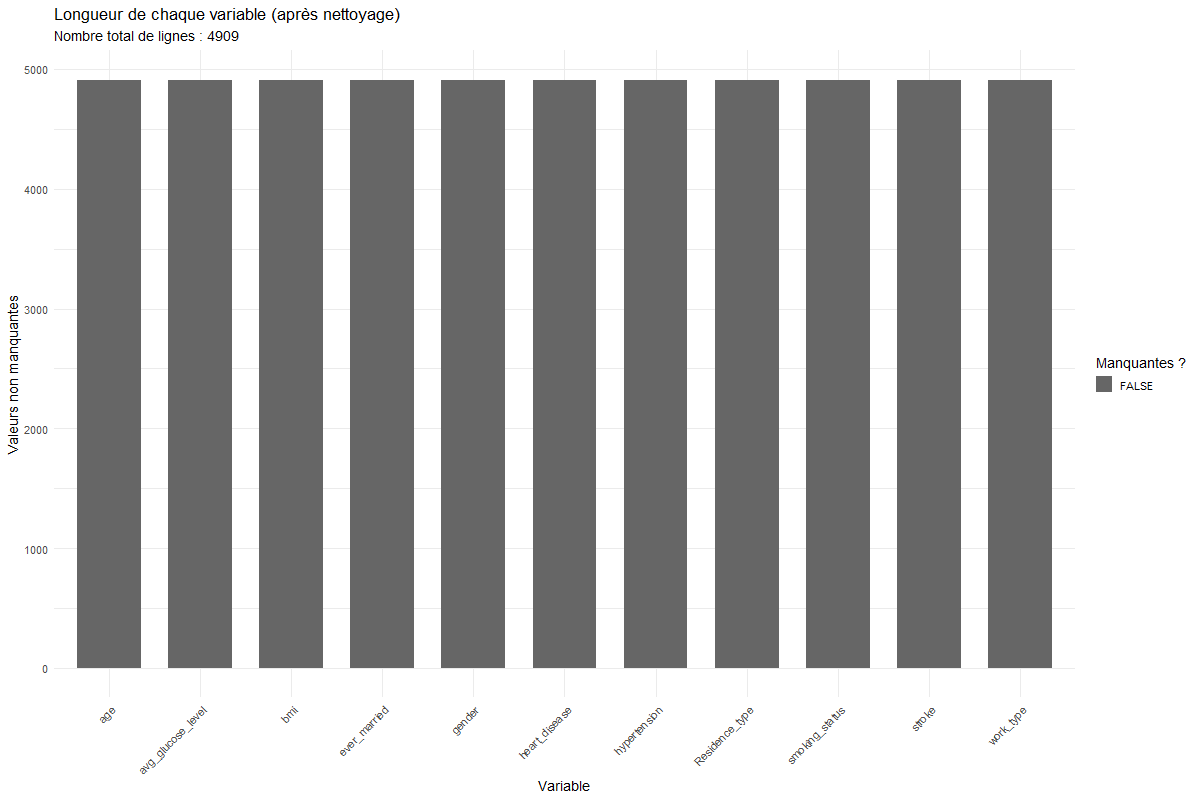 Longueur de chaque variable (après nettoyage)
Nombre total de lignes : 4909
5000
4000
3000
2000
1000
0
Valeurs non manquantes
age
avg_glucose_level
bmi
ever_married
gender
heart_disease
hypertension
Residence_type
smoking_status
stroke
work_type
Variable
Manquantes ?
FALSE